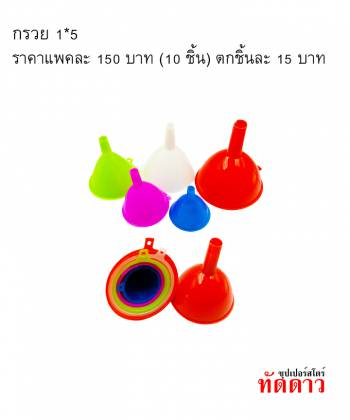 กรวย 1*5
ราคาแพคละ 150 บาท (10 ชิ้น) ตกชิ้นละ 15 บาท
ซุปเปอร์สโตร์
ทัดดาว